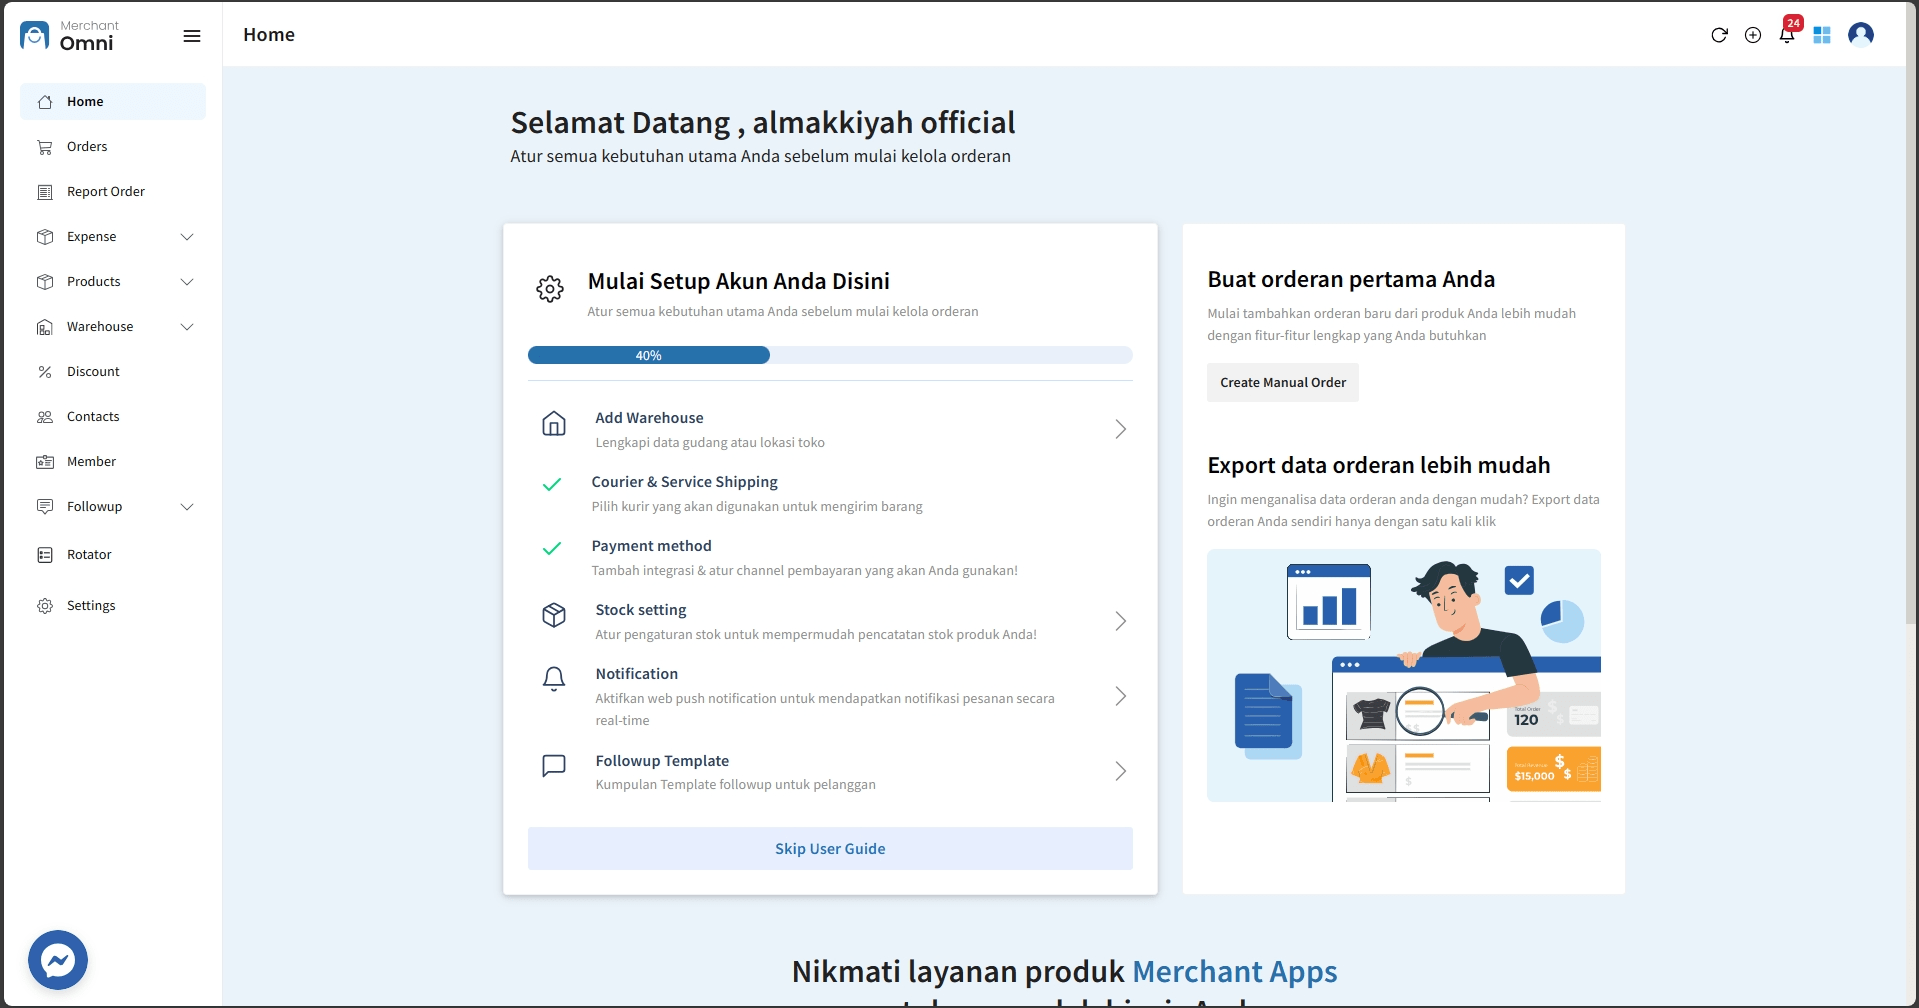 Merchant
Omni
Home
24
Home
Orders
Report Order
Expense
Products
Warehouse
Discount
Contacts
Member
Followup
Rotator
Settings
Selamat Datang , almakkiyah official
Atur semua kebutuhan utama Anda sebelum mulai kelola orderan
Mulai Setup Akun Anda Disini
Atur semua kebutuhan utama Anda sebelum mulai kelola orderan
40%
Add Warehouse
Lengkapi data gudang atau lokasi toko
Courier & Service Shipping
Pilih kurir yang akan digunakan untuk mengirim barang
Payment method
Tambah integrasi & atur channel pembayaran yang akan Anda gunakan!
Stock setting
Atur pengaturan stok untuk mempermudah pencatatan stok produk Anda!
Notification
Aktifkan web push notification untuk mendapatkan notifikasi pesanan secara
real-time
Followup Template
Kumpulan Template followup untuk pelanggan
Skip User Guide
Buat orderan pertama Anda
Mulai tambahkan orderan baru dari produk Anda lebih mudah
dengan fitur-fitur lengkap yang Anda butuhkan
Create Manual Order
Export data orderan lebih mudah
Ingin menganalisa data orderan anda dengan mudah? Export data
orderan Anda sendiri hanya dengan satu kali klik
Total Order
120
Total Revenue
$15,000
Nikmati layanan produk Merchant Apps